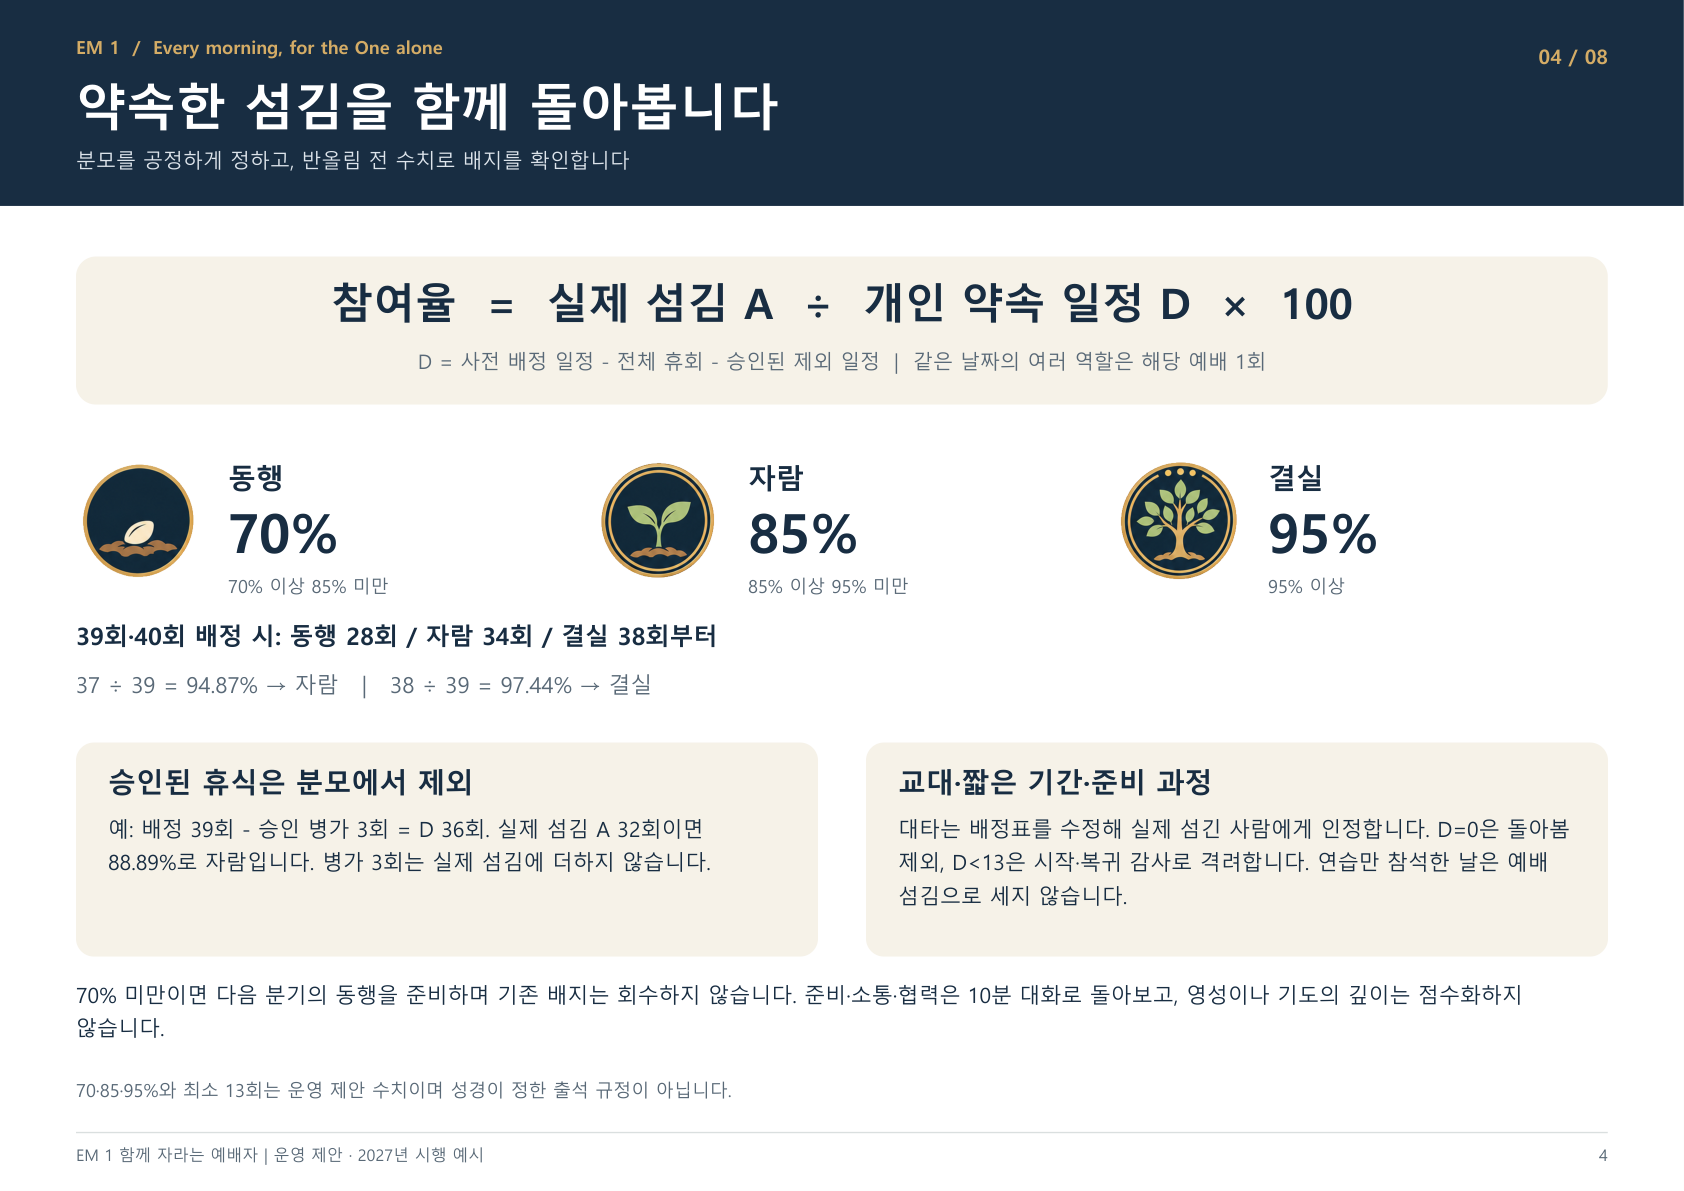 EM 1 / Every morning, for the One alone
04 / 08
약속한 섬김을 함께 돌아봅니다
분모를 공정하게 정하고, 반올림 전 수치로 배지를 확인합니다
참여율 = 실제 섬김 A ÷ 개인 약속 일정 D × 100
D = 사전 배정 일정 - 전체 휴회 - 승인된 제외 일정 | 같은 날짜의 여러 역할은 해당 예배 1회
동행
70%
70% 이상 85% 미만
자람
85%
85% 이상 95% 미만
결실
95%
95% 이상
39회·40회 배정 시: 동행 28회 / 자람 34회 / 결실 38회부터
37 ÷ 39 = 94.87% → 자람 | 38 ÷ 39 = 97.44% → 결실
승인된 휴식은 분모에서 제외
예: 배정 39회 - 승인 병가 3회 = D 36회. 실제 섬김 A 32회이면
88.89%로 자람입니다. 병가 3회는 실제 섬김에 더하지 않습니다.
교대·짧은 기간·준비 과정
대타는 배정표를 수정해 실제 섬긴 사람에게 인정합니다. D=0은 돌아봄
제외, D<13은 시작·복귀 감사로 격려합니다. 연습만 참석한 날은 예배
섬김으로 세지 않습니다.
70% 미만이면 다음 분기의 동행을 준비하며 기존 배지는 회수하지 않습니다. 준비·소통·협력은 10분 대화로 돌아보고, 영성이나 기도의 깊이는 점수화하지
않습니다.
70·85·95%와 최소 13회는 운영 제안 수치이며 성경이 정한 출석 규정이 아닙니다.
EM 1 함께 자라는 예배자 | 운영 제안 · 2027년 시행 예시
4